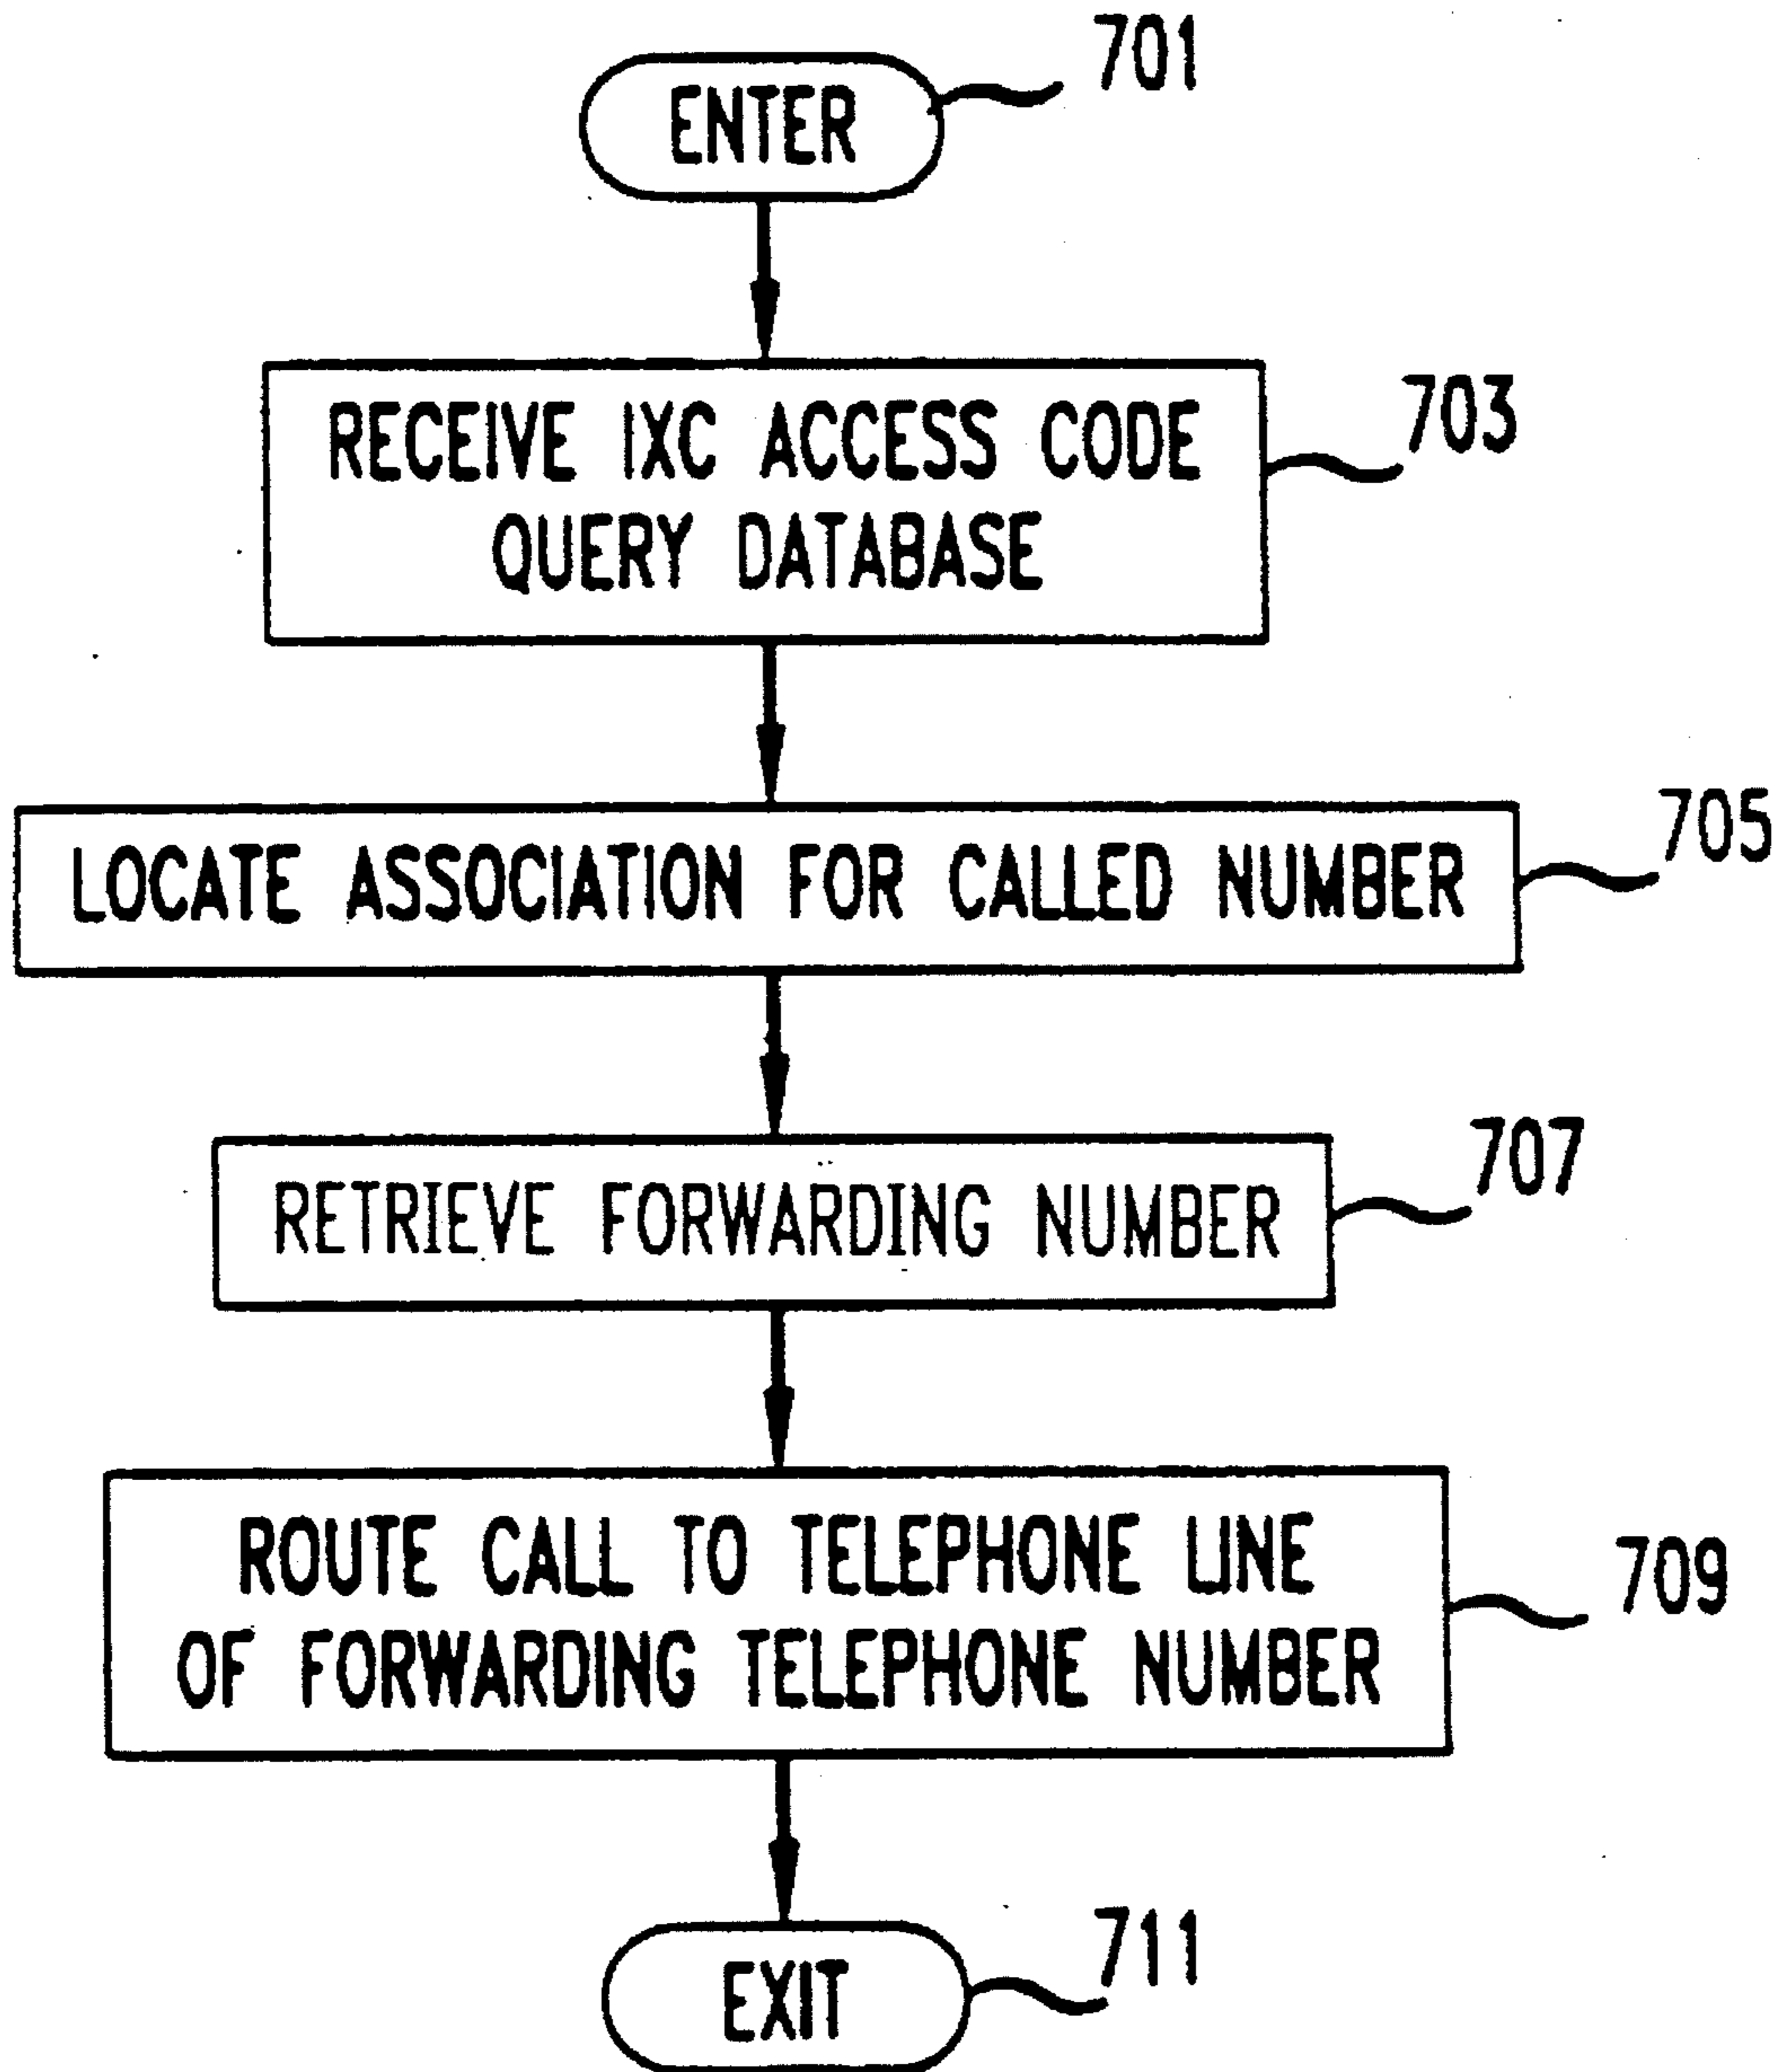 701
ENTER
703
RECEIVE IXC ACCESS CODE
QUERY DATABASE
705
LOCATE ASSOCIATION FOR CALLED NUMBER
707
RETRIEVE FORWARDING NUMBER
709
ROUTE CALL TO TELEPHONE LINE
OF FORWARDING TELEPHONE NUMBER
711
EXIT